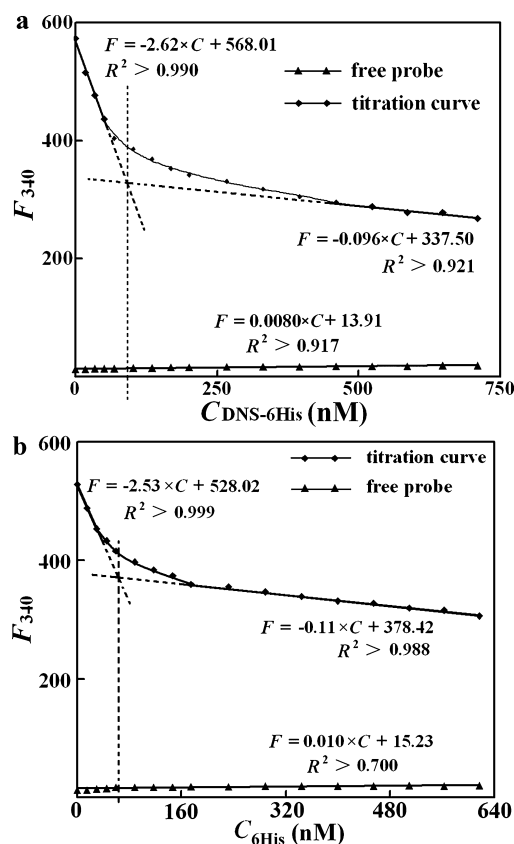 a
600
400
200
0
F340
F = -2.62×C + 568.01
R² > 0.990
free probe
titration curve
F = -0.096×C + 337.50
R² > 0.921
F = 0.0080×C + 13.91
R² > 0.917
0 250 500 750
CDNS-6His (nM)
b
600
400
200
0
F340
titration curve
free probe
F = -2.53 ×C + 528.02
R² > 0.999
F = -0.11×C + 378.42
R² > 0.988
F = 0.010×C + 15.23
R² > 0.700
0 160 320 480 640
C6His (nM)